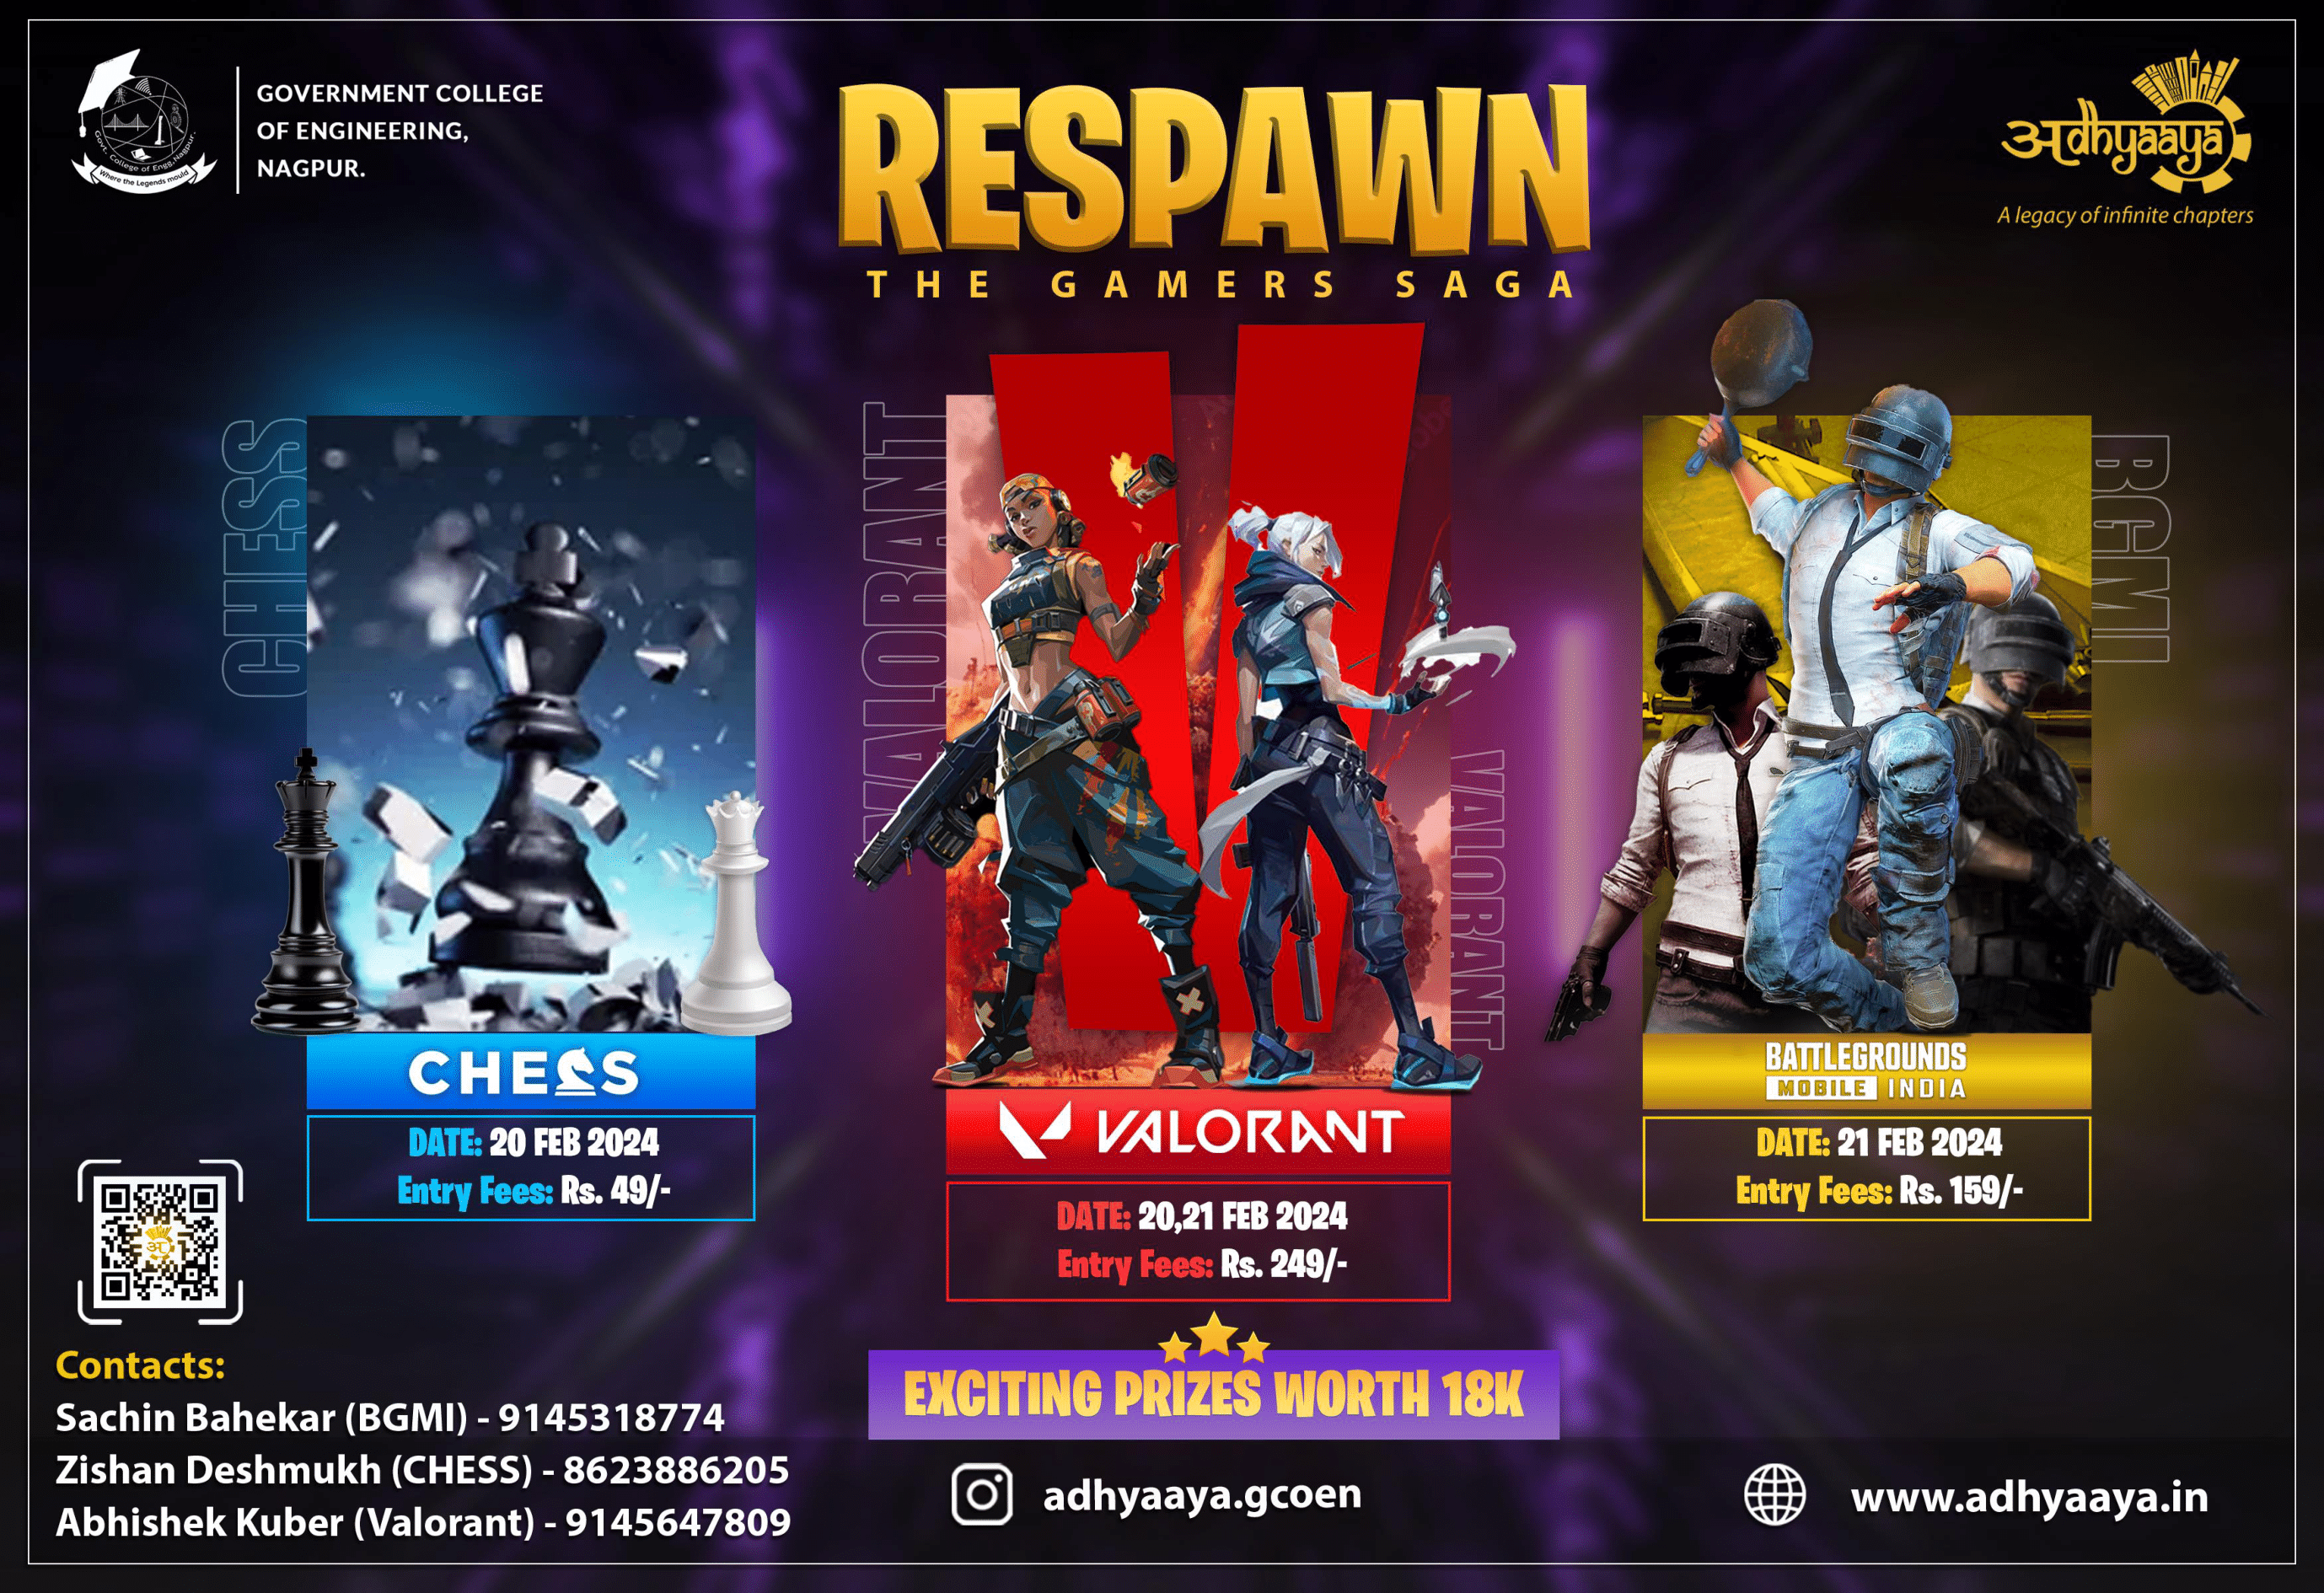 GOVERNMENT COLLEGE
OF ENGINEERING,
NAGPUR.
Govt. College of Engg. Nagpur.
Where the Legends mould
RESPAWN
THE GAMERS SAGA
अdhyaaya
A legacy of infinite chapters
CHESS
VALORANT
VALORANT
BGMI
CHESS
DATE: 20 FEB 2024
Entry Fees: Rs. 49/-
VALORANT
DATE: 20,21 FEB 2024
Entry Fees: Rs. 249/-
BATTLEGROUNDS
MOBILE INDIA
DATE: 21 FEB 2024
Entry Fees: Rs. 159/-
EXCITING PRIZES WORTH 18K
Contacts:
Sachin Bahekar (BGMI) - 9145318774
Zishan Deshmukh (CHESS) - 8623886205
Abhishek Kuber (Valorant) - 9145647809
adhyaaya.gcoen
www.adhyaaya.in